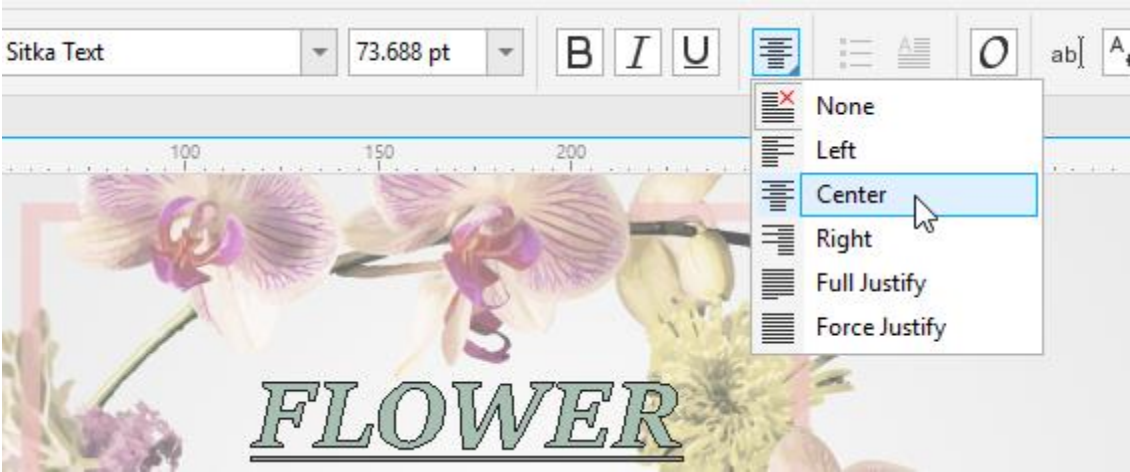 Sitka Text 73.688 pt B I U O ab A
None
Left
Center
Right
Full Justify
Force Justify
100 150 200
FLOWER